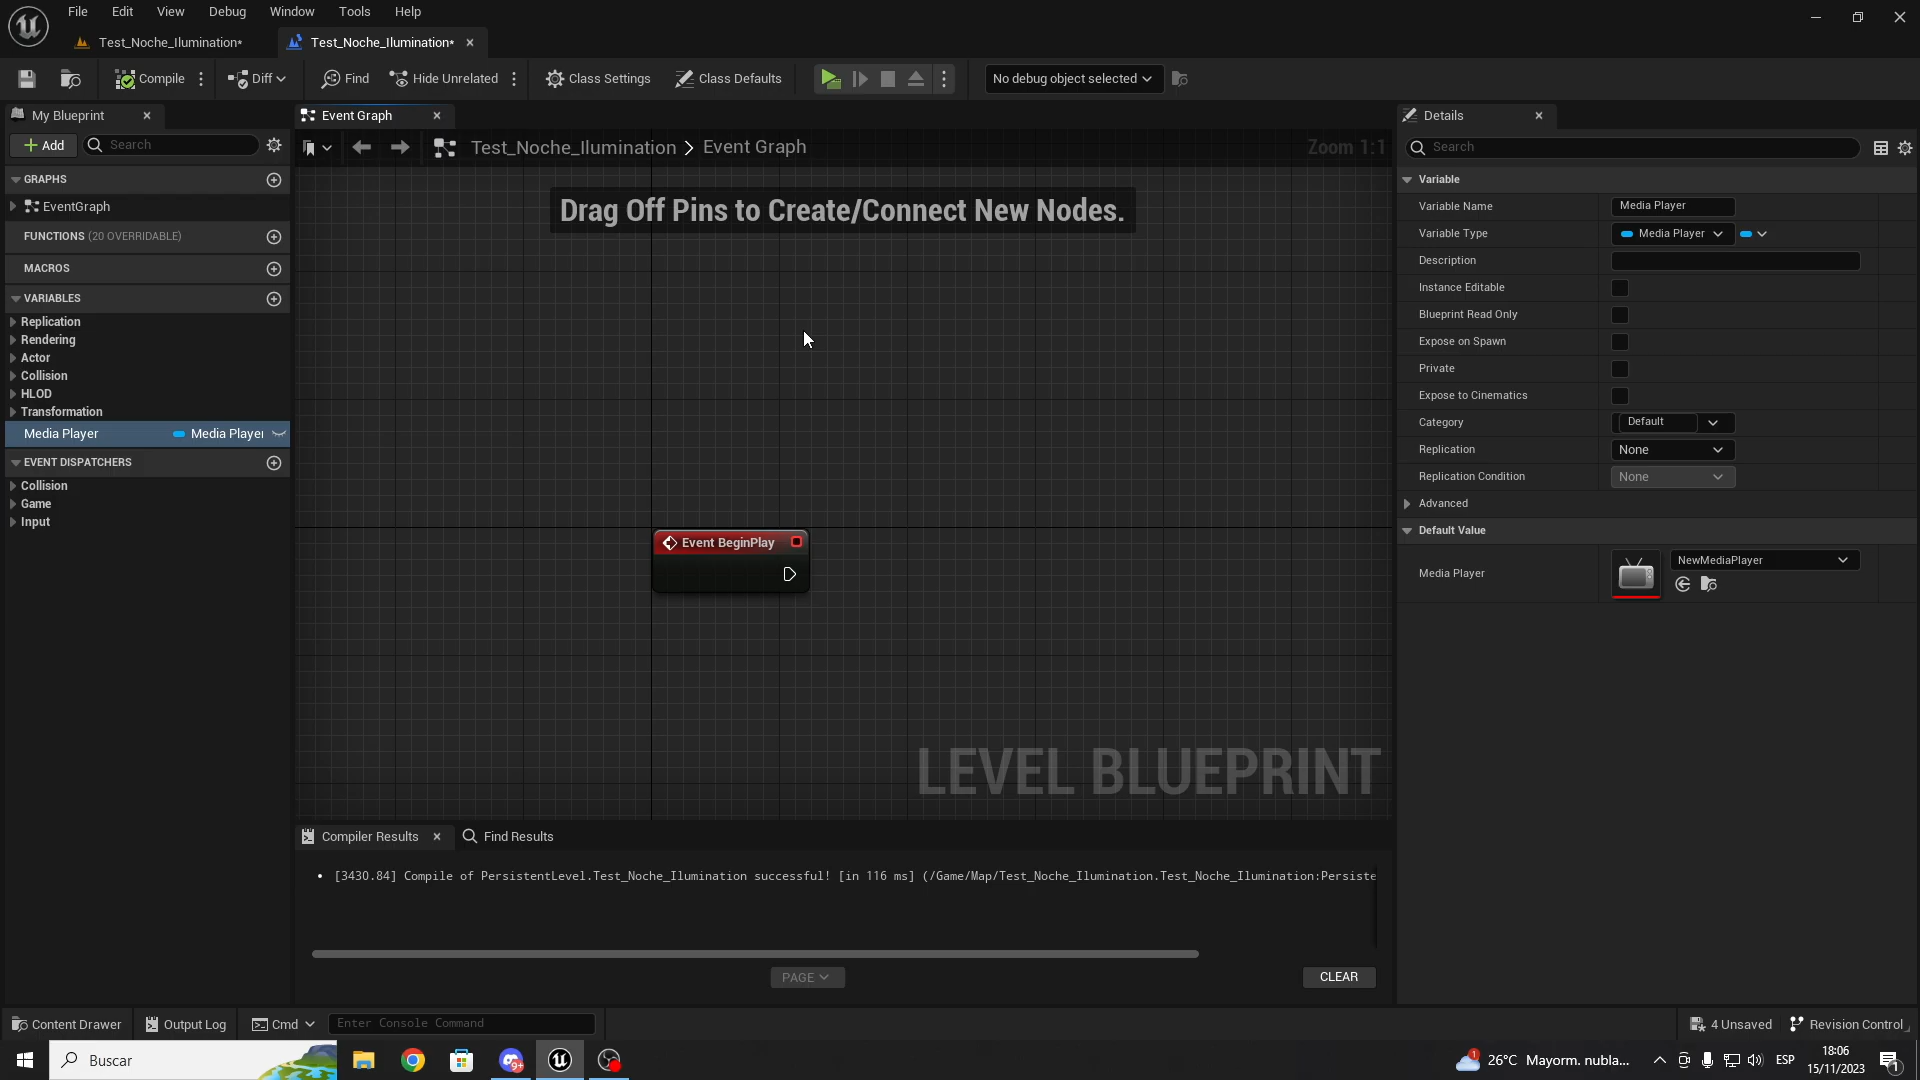 File Edit View Debug Window Tools Help
Test_Noche_Ilumination*
Test_Noche_Ilumination*
Compile
Diff
Find
Hide Unrelated
Class Settings
Class Defaults
No debug object selected
My Blueprint
Event Graph
Details
Add
Search
Test_Noche_Ilumination > Event Graph
Zoom 1:1
Search
GRAPHS
EventGraph
FUNCTIONS (20 OVERRIDABLE)
MACROS
VARIABLES
Replication
Rendering
Actor
Collision
HLOD
Transformation
Media Player
Media Player
EVENT DISPATCHERS
Collision
Game
Input
Drag Off Pins to Create/Connect New Nodes.
Event BeginPlay
LEVEL BLUEPRINT
Variable
Variable Name
Media Player
Variable Type
Media Player
Description
Instance Editable
Blueprint Read Only
Expose on Spawn
Private
Expose to Cinematics
Category
Default
Replication
None
Replication Condition
None
Advanced
Default Value
Media Player
NewMediaPlayer
Compiler Results
Find Results
[3430.84] Compile of PersistentLevel.Test_Noche_Ilumination successful! [in 116 ms] (/Game/Map/Test_Noche_Ilumination.Test_Noche_Ilumination:Persiste
PAGE
CLEAR
Content Drawer
Output Log
Cmd
Enter Console Command
4 Unsaved
Revision Control
Buscar
9+
1
26°C Mayorm. nubla...
ESP
18:06
15/11/2023
1